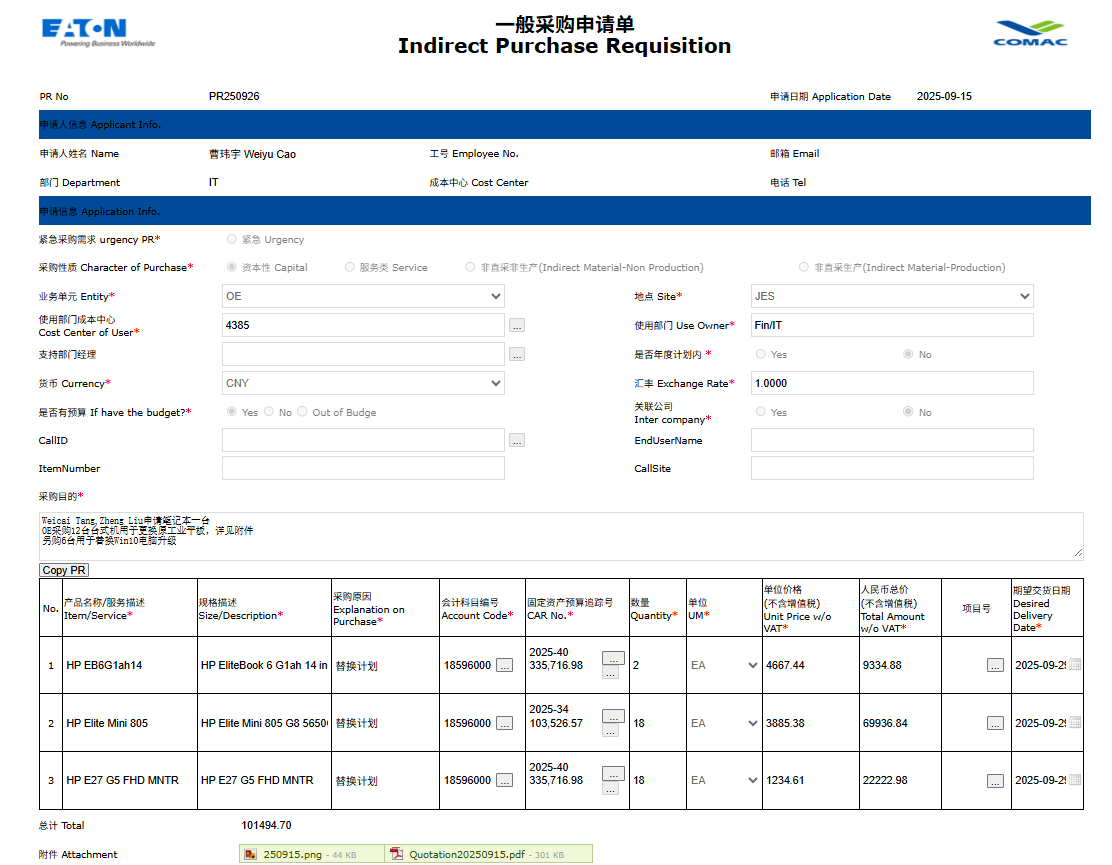 EATON
Powering Business Worldwide
一般采购申请单
Indirect Purchase Requisition
COMAC
PR No PR250926 申请日期 Application Date 2025-09-15
申请人信息 Applicant Info.
申请人姓名 Name 曹玮宇 Weiyu Cao 工号 Employee No. 邮箱 Email
部门 Department IT 成本中心 Cost Center 电话 Tel
申请信息 Application Info.
紧急采购需求 urgency PR* 紧急 Urgency
采购性质 Character of Purchase* 资本性 Capital 服务类 Service 非直采非生产(Indirect Material-Non Production) 非直采生产(Indirect Material-Production)
业务单元 Entity* OE 地点 Site* JES
使用部门成本中心
Cost Center of User* 4385 ... 使用部门 Use Owner* Fin/IT
支持部门经理 ... 是否年度计划内 * Yes No
货币 Currency* CNY 汇率 Exchange Rate* 1.0000
是否有预算 If have the budget?* Yes No Out of Budge 关联公司
Inter company* Yes No
CallID ... EndUserName
ItemNumber CallSite
采购目的*
Weicai Tang,Zheng Liu申请笔记本一台
OE采购12台台式机用于更换原工业平板，详见附件
另购6台用于替换Win10电脑升级
Copy PR
No. 产品名称/服务描述 Item/Service* 规格描述 Size/Description* 采购原因 Explanation on Purchase* 会计科目编号 Account Code* 固定资产预算追踪号 CAR No.* 数量 Quantity* 单位 UM* 单位价格 (不含增值税) Unit Price w/o VAT* 人民币总价 (不含增值税) Total Amount w/o VAT* 项目号 期望交货日期 Desired Delivery Date*
1 HP EB6G1ah14 HP EliteBook 6 G1ah 14 in 替换计划 18596000 ... 2025-40 335,716.98 ... ... 2 EA 4667.44 9334.88 ... 2025-09-29
2 HP Elite Mini 805 HP Elite Mini 805 G8 5650 替换计划 18596000 ... 2025-34 103,526.57 ... ... 18 EA 3885.38 69936.84 ... 2025-09-29
3 HP E27 G5 FHD MNTR HP E27 G5 FHD MNTR 替换计划 18596000 ... 2025-40 335,716.98 ... ... 18 EA 1234.61 22222.98 ... 2025-09-29
总计 Total 101494.70
附件 Attachment 250915.png - 44 KB Quotation20250915.pdf - 301 KB